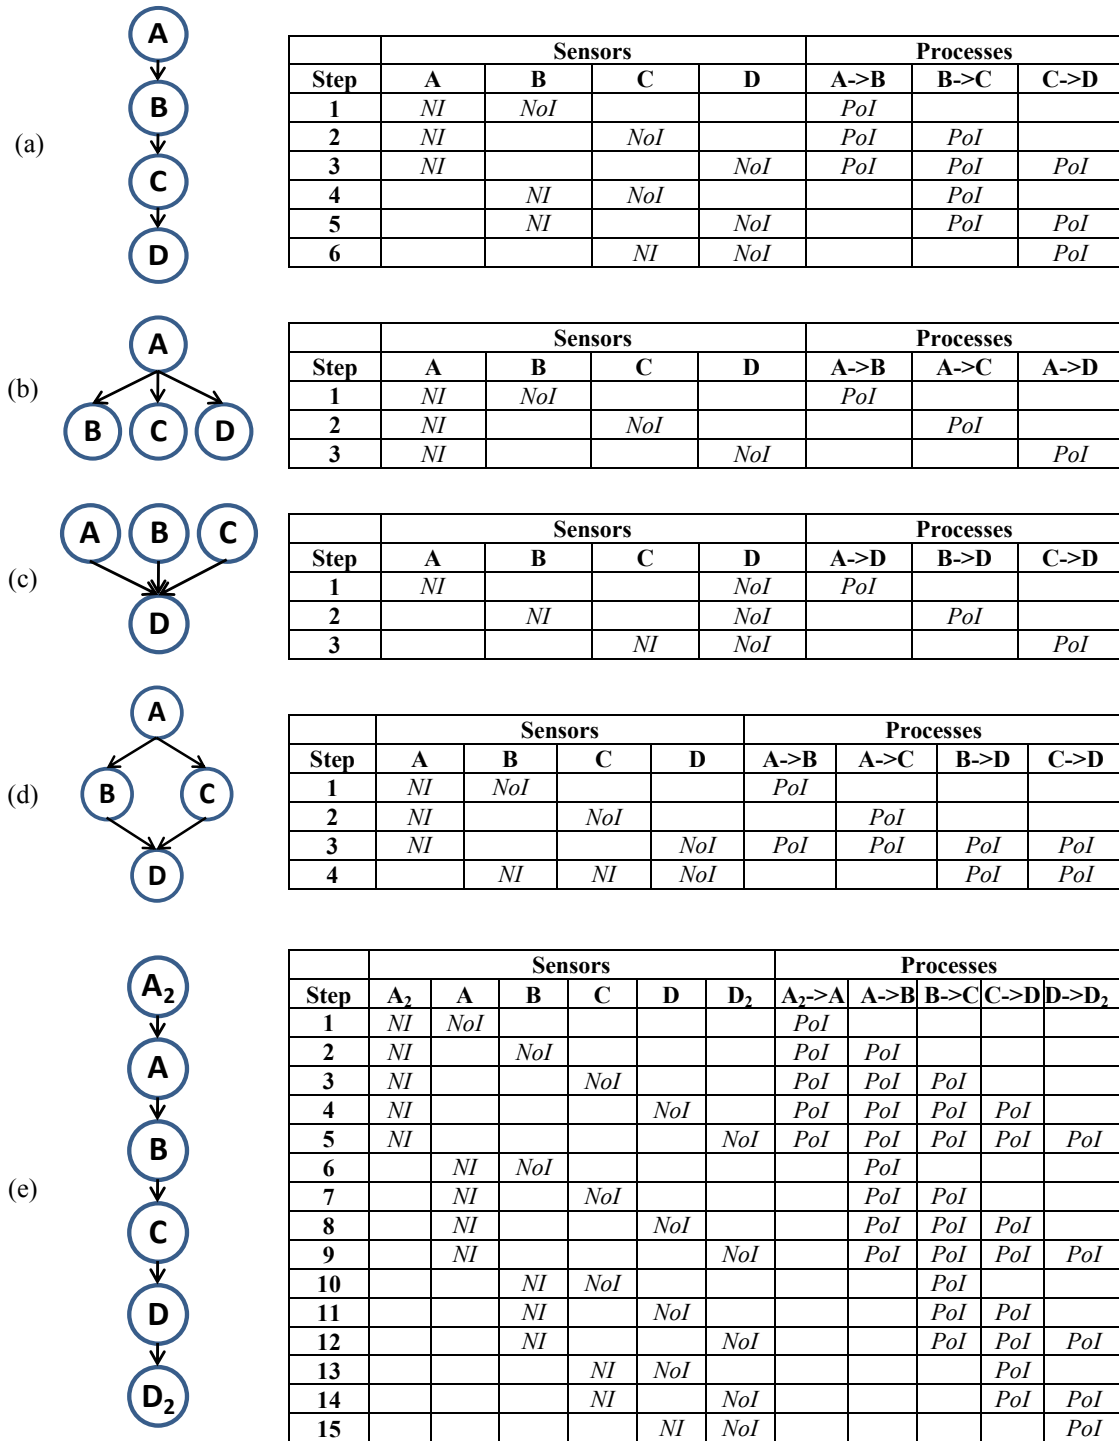 (a)
A
B
C
D
Sensors Processes
Step A B C D A->B B->C C->D
1 NI NoI PoI
2 NI NoI PoI PoI
3 NI NoI PoI PoI PoI
4 NI NoI PoI
5 NI NoI PoI PoI
6 NI NoI PoI
(b)
A
B C D
Sensors Processes
Step A B C D A->B A->C A->D
1 NI NoI PoI
2 NI NoI PoI
3 NI NoI PoI
(c)
A B C
D
Sensors Processes
Step A B C D A->D B->D C->D
1 NI NoI PoI
2 NI NoI PoI
3 NI NoI PoI
(d)
A
B C
D
Sensors Processes
Step A B C D A->B A->C B->D C->D
1 NI NoI PoI
2 NI NoI PoI
3 NI NoI PoI PoI PoI PoI
4 NI NI NoI PoI PoI
(e)
A₂
A
B
C
D
D₂
Sensors Processes
Step A₂ A B C D D₂ A₂->A A->B B->C C->D D->D₂
1 NI NoI PoI
2 NI NoI PoI PoI
3 NI NoI PoI PoI PoI
4 NI NoI PoI PoI PoI PoI
5 NI NoI PoI PoI PoI PoI PoI
6 NI NoI PoI
7 NI NoI PoI PoI
8 NI NoI PoI PoI PoI
9 NI NoI PoI PoI PoI PoI
10 NI NoI PoI
11 NI NoI PoI PoI
12 NI NoI PoI PoI PoI
13 NI NoI PoI
14 NI NoI PoI PoI
15 NI NoI PoI